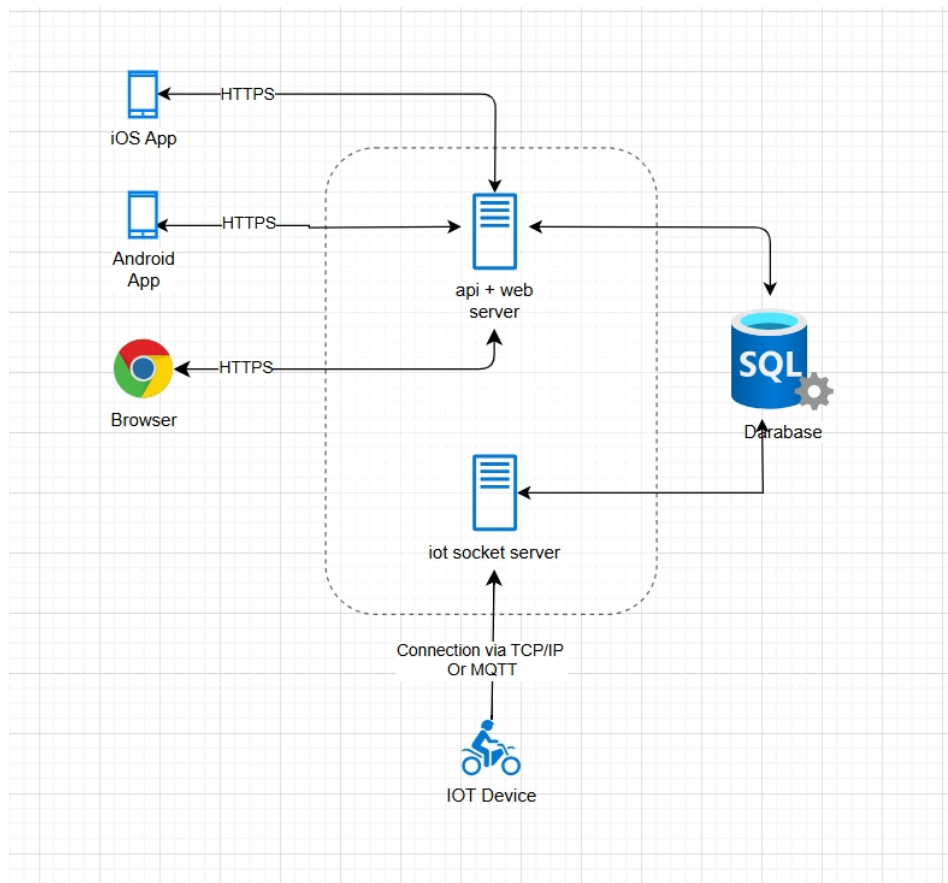 HTTPS
iOS App
HTTPS
Android
App
api + web
server
HTTPS
Browser
SQL
Darabase
iot socket server
Connection via TCP/IP
Or MQTT
IOT Device